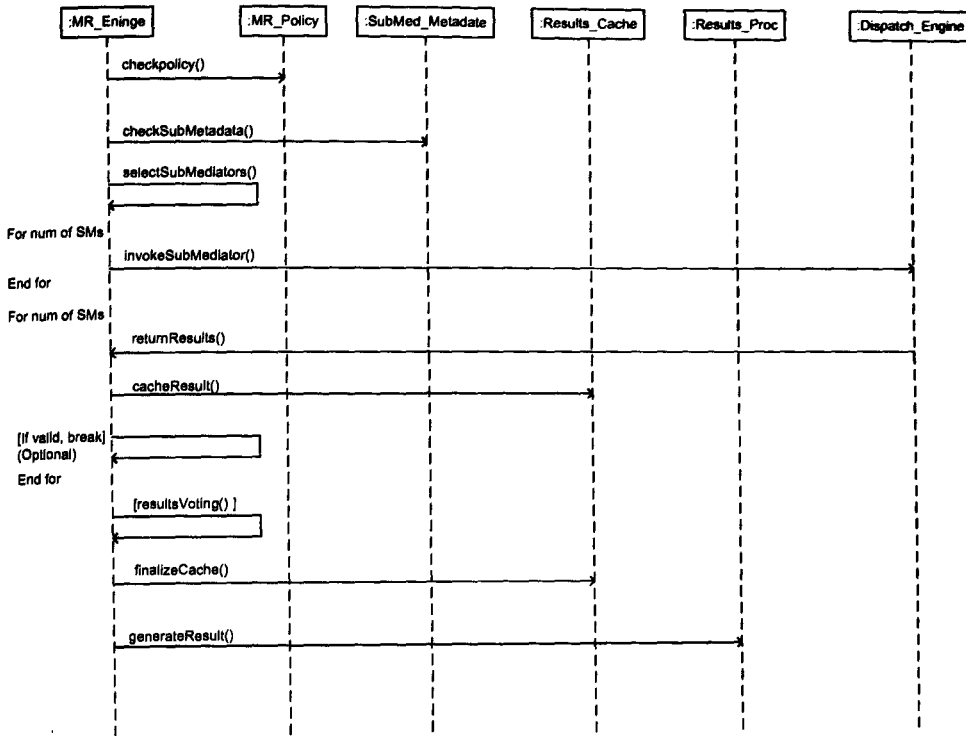 :MR_Eninge
:MR_Policy
:SubMed_Metadate
:Results_Cache
:Results_Proc
:Dispatch_Engine
checkpolicy()
checkSubMetadata()
selectSubMediators()
For num of SMs
invokeSubMediator()
End for
For num of SMs
returnResults()
cacheResult()
[If valid, break]
(Optional)
End for
[resultsVoting() ]
finalizeCache()
generateResult()